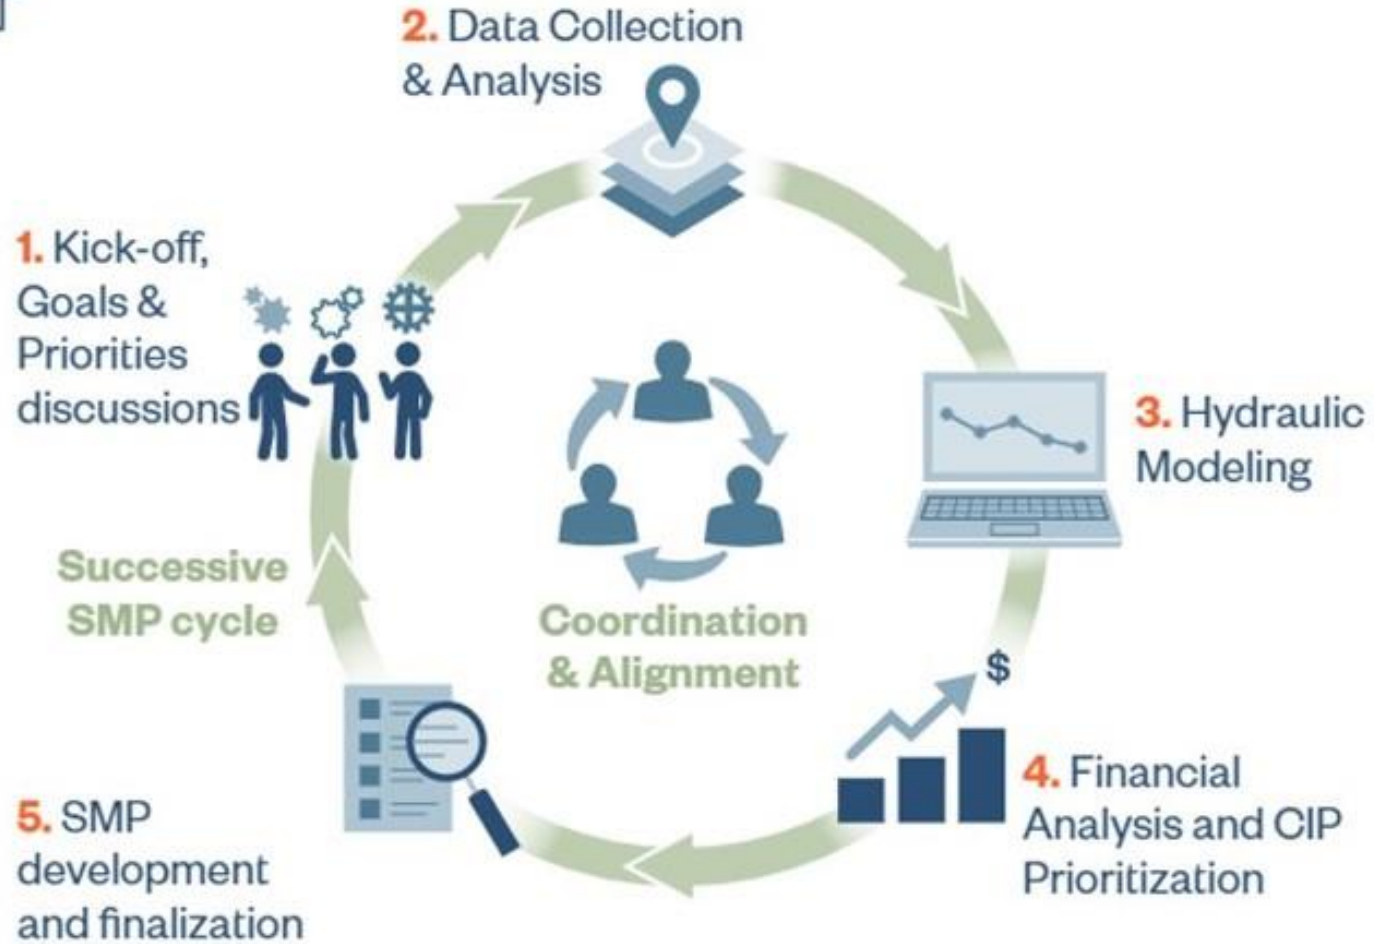 1. Kick-off,
Goals &
Priorities
discussions
2. Data Collection
& Analysis
3. Hydraulic
Modeling
$
4. Financial
Analysis and CIP
Prioritization
5. SMP
development
and finalization
Successive
SMP cycle
Coordination
& Alignment